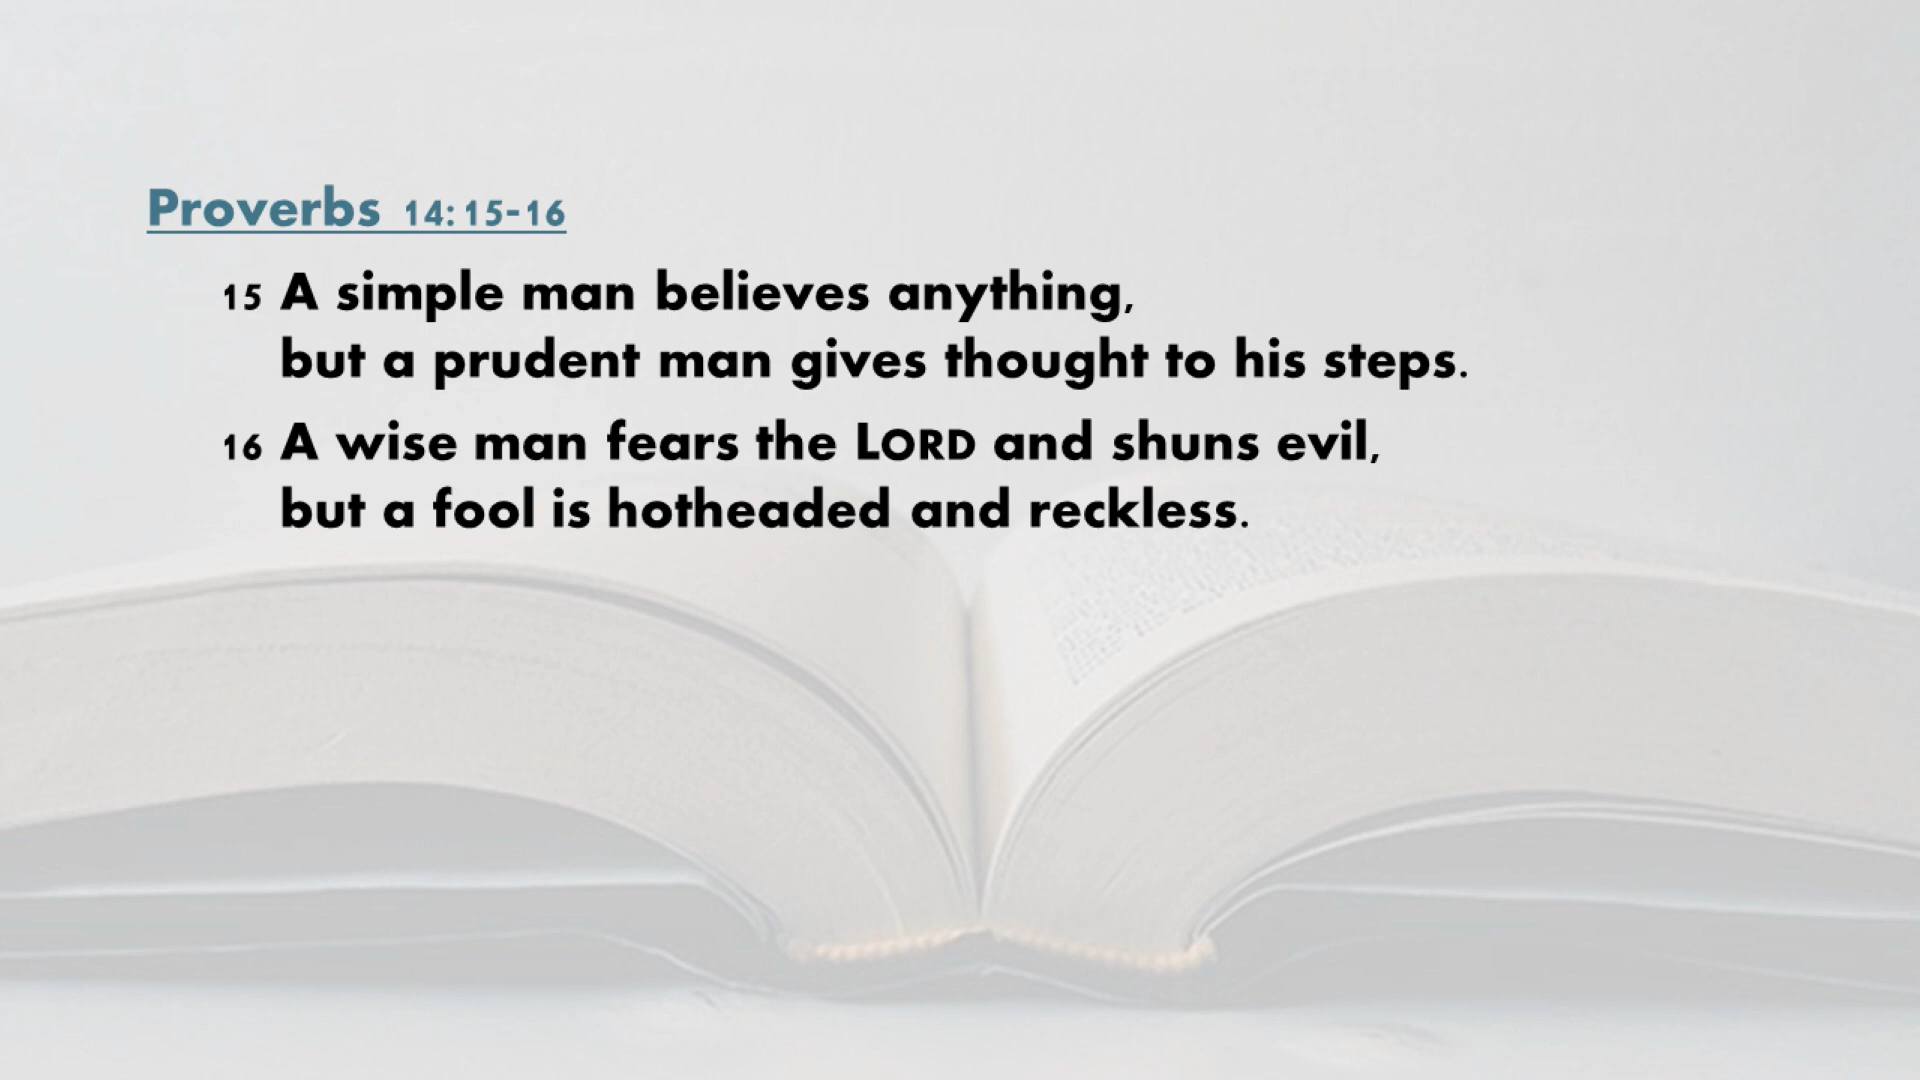 Proverbs 14:15-16
15 A simple man believes anything,
but a prudent man gives thought to his steps.
16 A wise man fears the LORD and shuns evil,
but a fool is hotheaded and reckless.